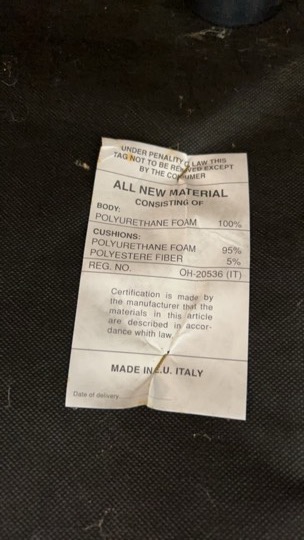 UNDER PENALITY O LAW THIS
TAG NOT TO BE REMOVED EXCEPT
BY THE CONSUMER
ALL NEW MATERIAL
CONSISTING OF
BODY:
POLYURETHANE FOAM 100%
CUSHIONS:
POLYURETHANE FOAM 95%
POLYESTERE FIBER 5%
REG. NO. OH-20536 (IT)
Certification is made by
the manufacturer that the
materials in this article
are described in accor-
dance whith law.
MADE IN E.U. ITALY
Date of delivery